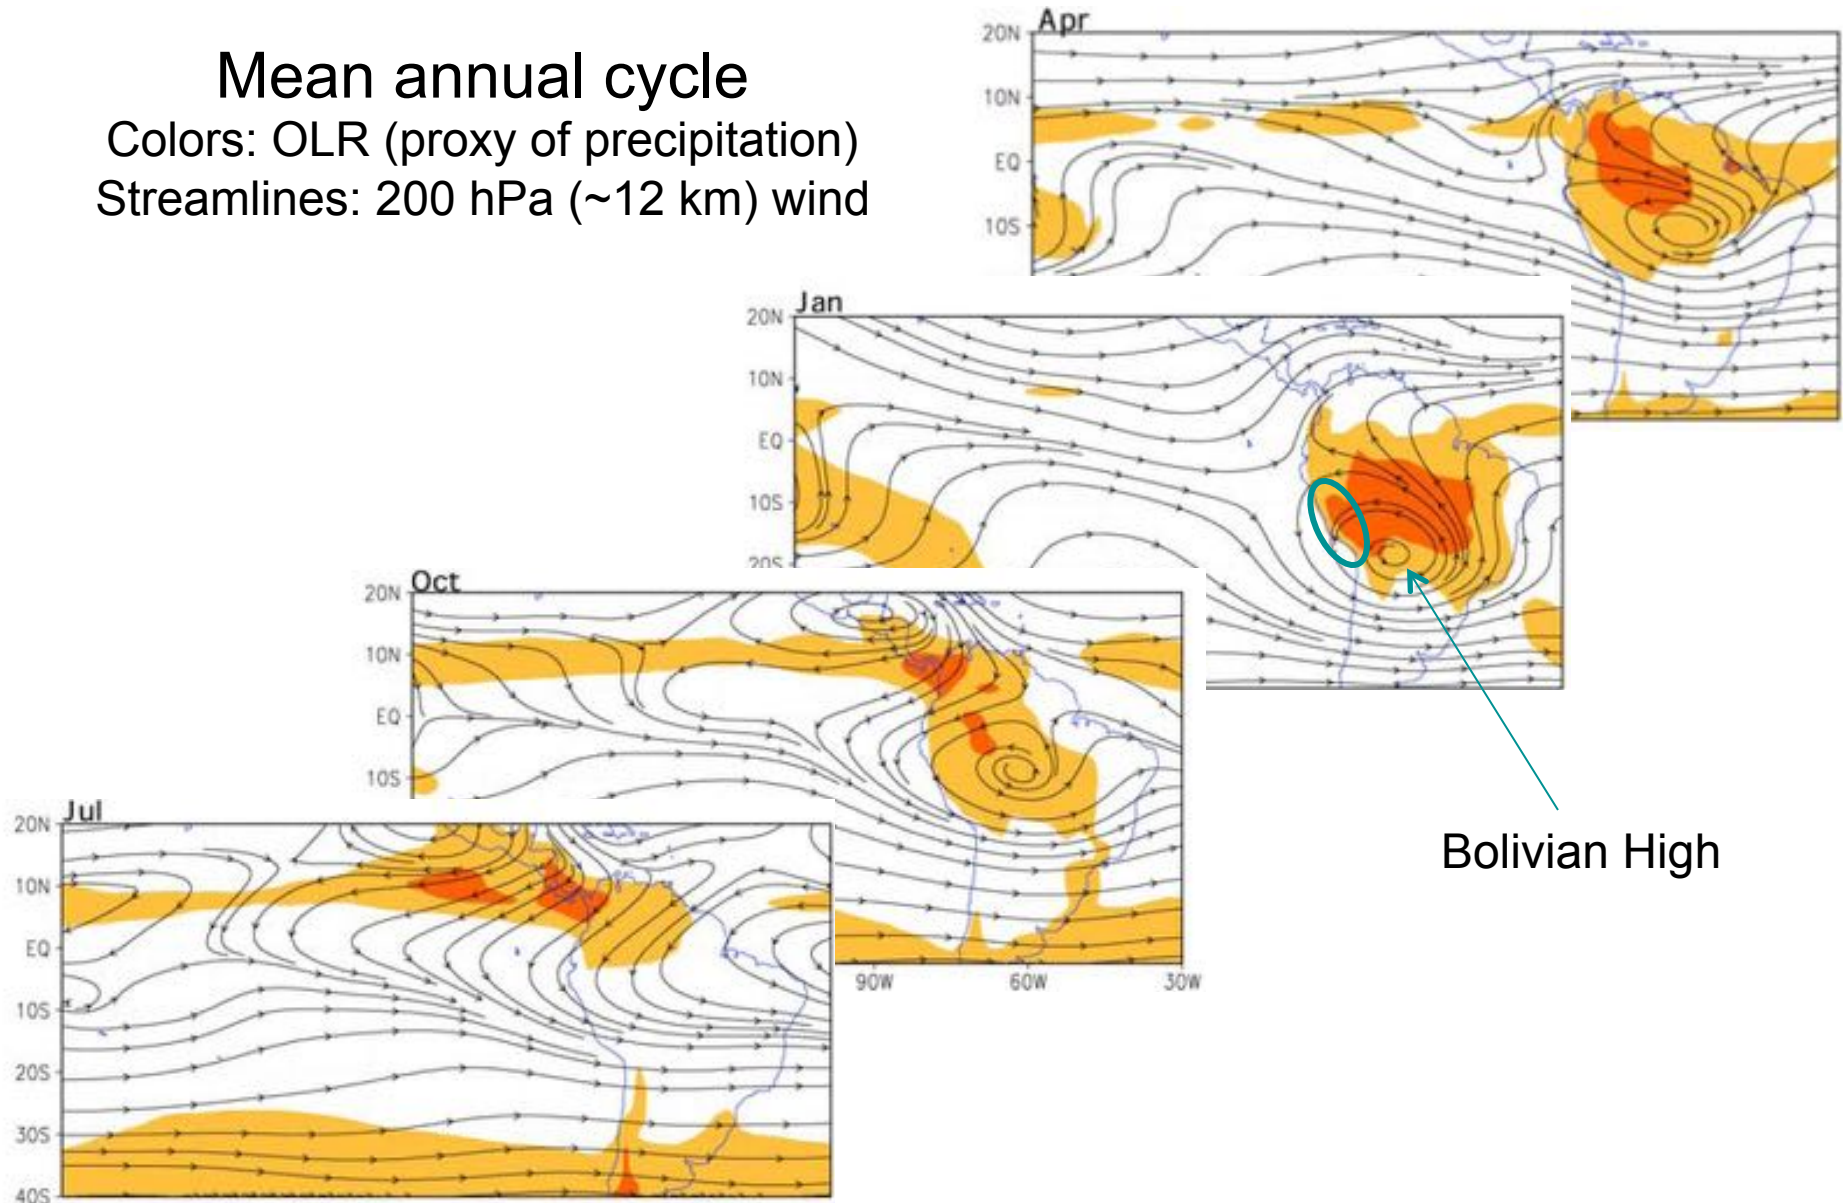 Mean annual cycle
Colors: OLR (proxy of precipitation)
Streamlines: 200 hPa (~12 km) wind
Apr
20N
10N
EQ
10S
Jan
20N
10N
EQ
10S
20S
Oct
20N
10N
EQ
10S
90W 60W 30W
Jul
20N
10N
EQ
10S
20S
30S
40S
Bolivian High